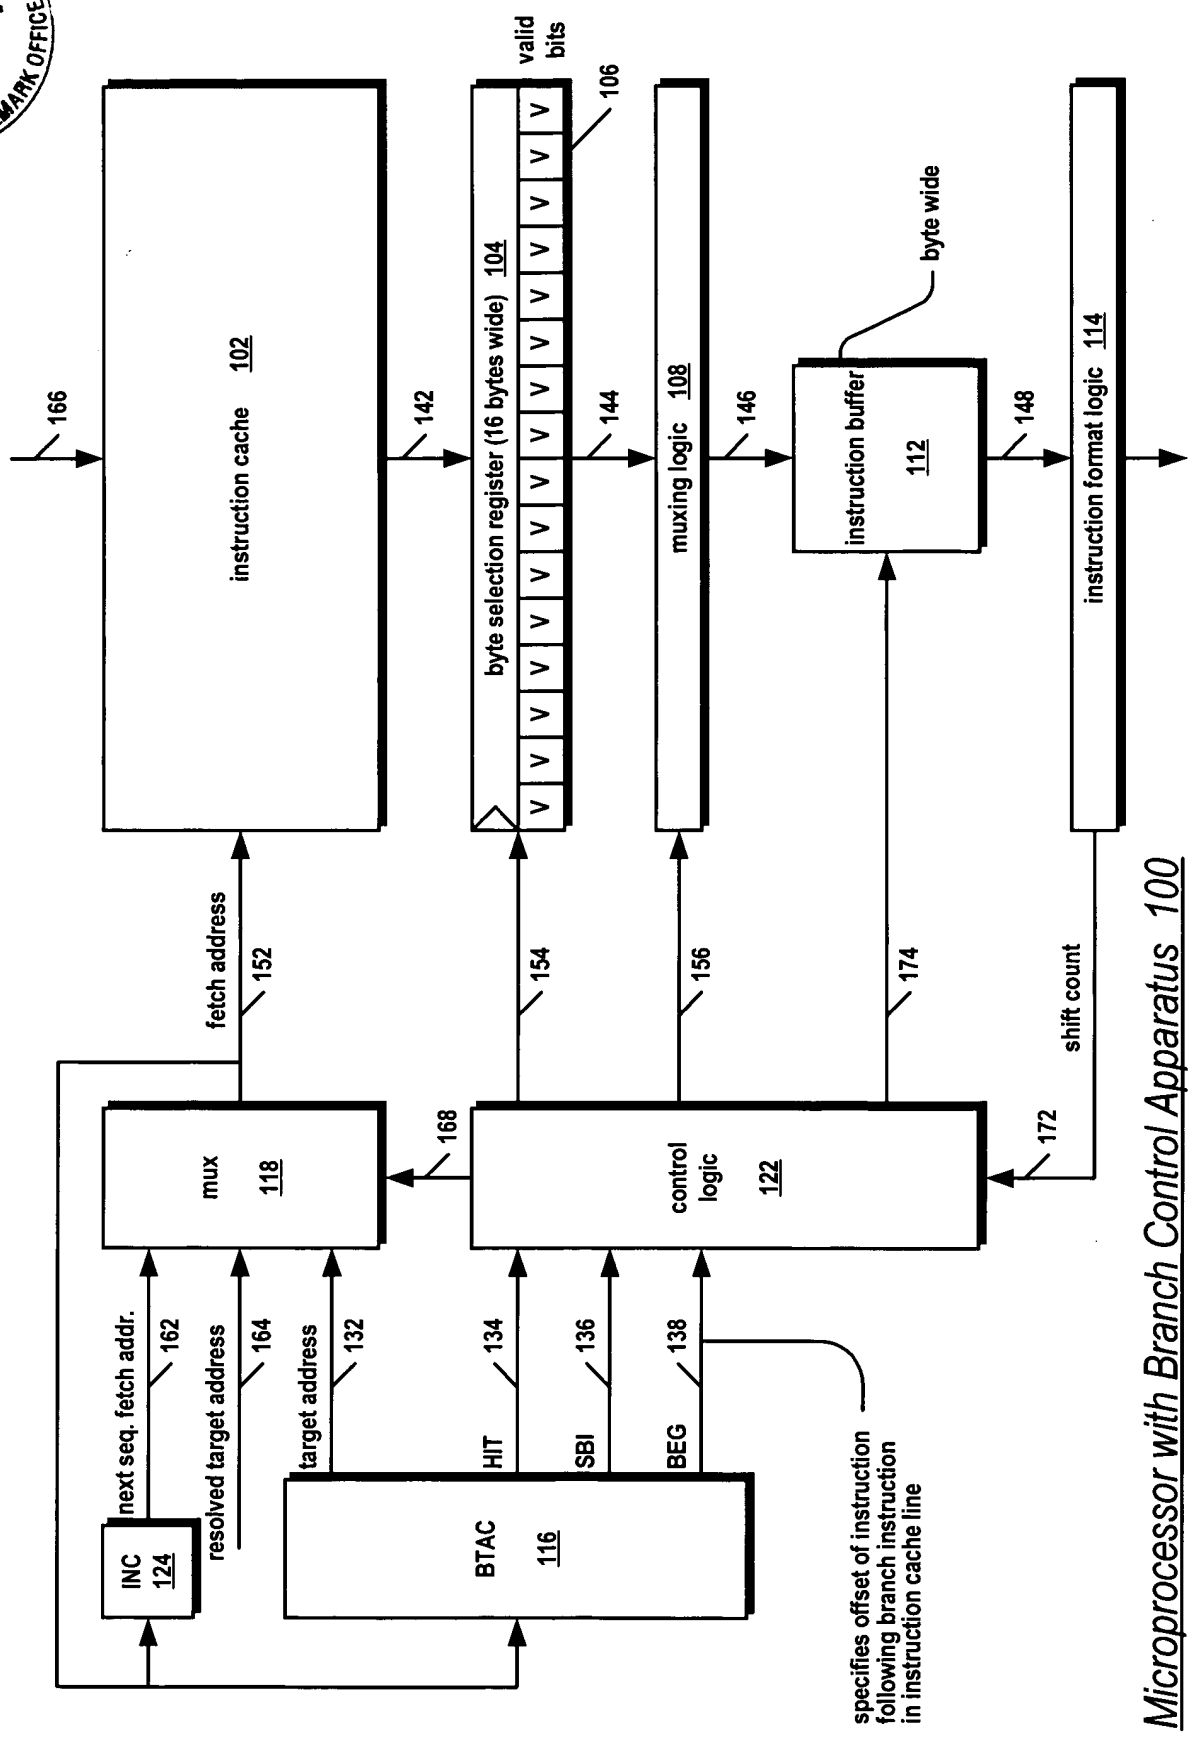 MARK OFFICE
166
INC
124
next seq. fetch addr.
162
resolved target address
164
target address
132
mux
118
fetch address
152
instruction cache 102
142
168
BTAC
116
HIT
134
SBI
136
BEG
138
control
logic
122
154
156
174
byte selection register (16 bytes wide) 104
V V V V V V V V V V V V V V V V
valid
bits
106
144
muxing logic 108
146
instruction buffer
112
byte wide
148
specifies offset of instruction
following branch instruction
in instruction cache line
172
shift count
instruction format logic 114
Microprocessor with Branch Control Apparatus 100